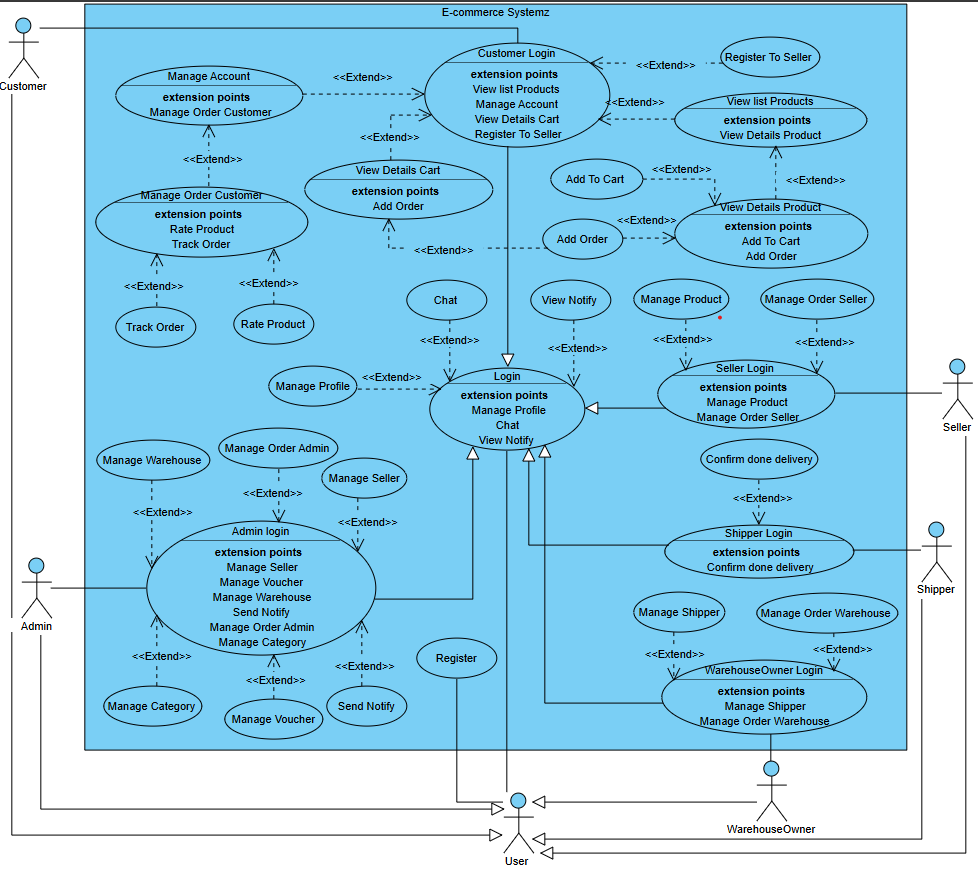 E-commerce Systemz
Customer
Customer Login
extension points
View list Products
Manage Account
View Details Cart
Register To Seller
Register To Seller
<<Extend>>
Manage Account
extension points
Manage Order Customer
<<Extend>>
<<Extend>>
View list Products
extension points
View Details Product
<<Extend>>
<<Extend>>
View Details Cart
extension points
Add Order
<<Extend>>
Add To Cart
<<Extend>>
<<Extend>>
Manage Order Customer
extension points
Rate Product
Track Order
View Details Product
extension points
Add To Cart
Add Order
Add Order
<<Extend>>
<<Extend>>
<<Extend>>
<<Extend>>
Track Order
Rate Product
Chat
<<Extend>>
View Notify
<<Extend>>
Manage Product
<<Extend>>
Manage Order Seller
<<Extend>>
Manage Profile
<<Extend>>
Login
extension points
Manage Profile
Chat
View Notify
Seller Login
extension points
Manage Product
Manage Order Seller
Seller
Manage Warehouse
<<Extend>>
Manage Order Admin
<<Extend>>
Manage Seller
<<Extend>>
Confirm done delivery
<<Extend>>
Admin login
extension points
Manage Seller
Manage Voucher
Manage Warehouse
Send Notify
Manage Order Admin
Manage Category
Shipper Login
extension points
Confirm done delivery
Shipper
Admin
Manage Shipper
<<Extend>>
Manage Order Warehouse
<<Extend>>
<<Extend>>
<<Extend>>
<<Extend>>
Register
Manage Category
Manage Voucher
Send Notify
WarehouseOwner Login
extension points
Manage Shipper
Manage Order Warehouse
WarehouseOwner
User